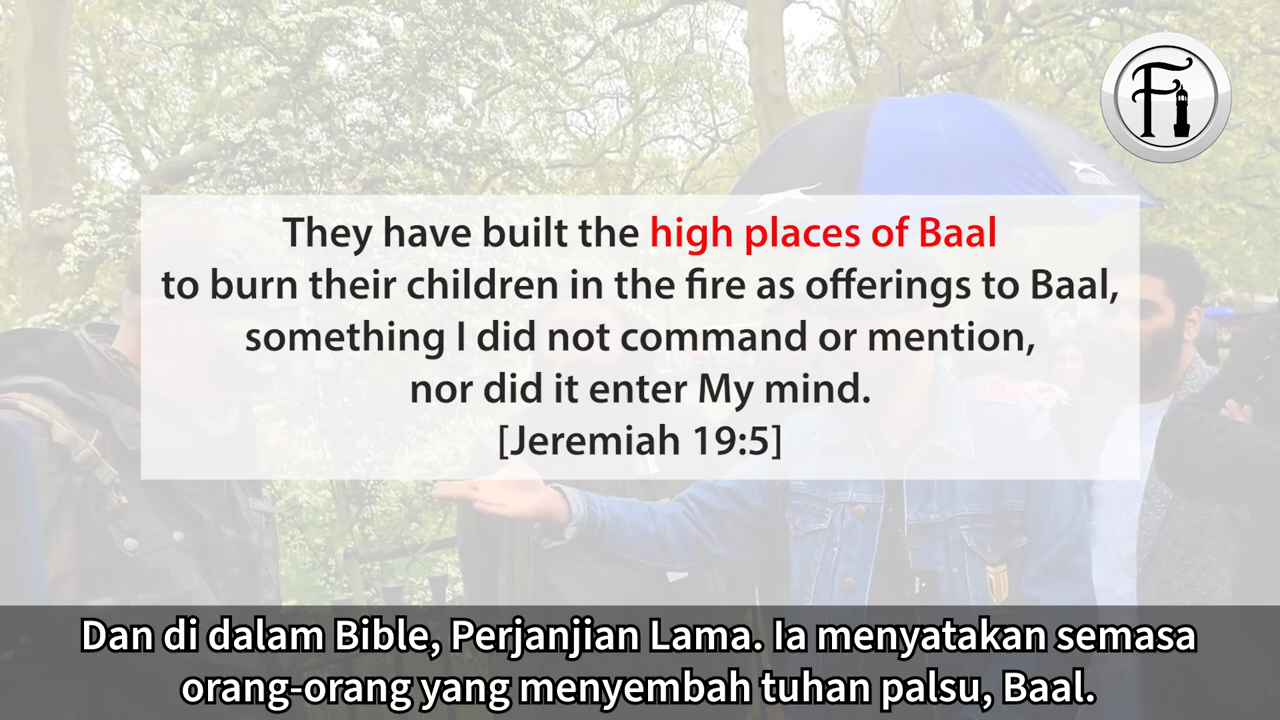 Fi
They have built the high places of Baal
to burn their children in the fire as offerings to Baal,
something I did not command or mention,
nor did it enter My mind.
[Jeremiah 19:5]
Dan di dalam Bible, Perjanjian Lama. Ia menyatakan semasa
orang-orang yang menyembah tuhan palsu, Baal.